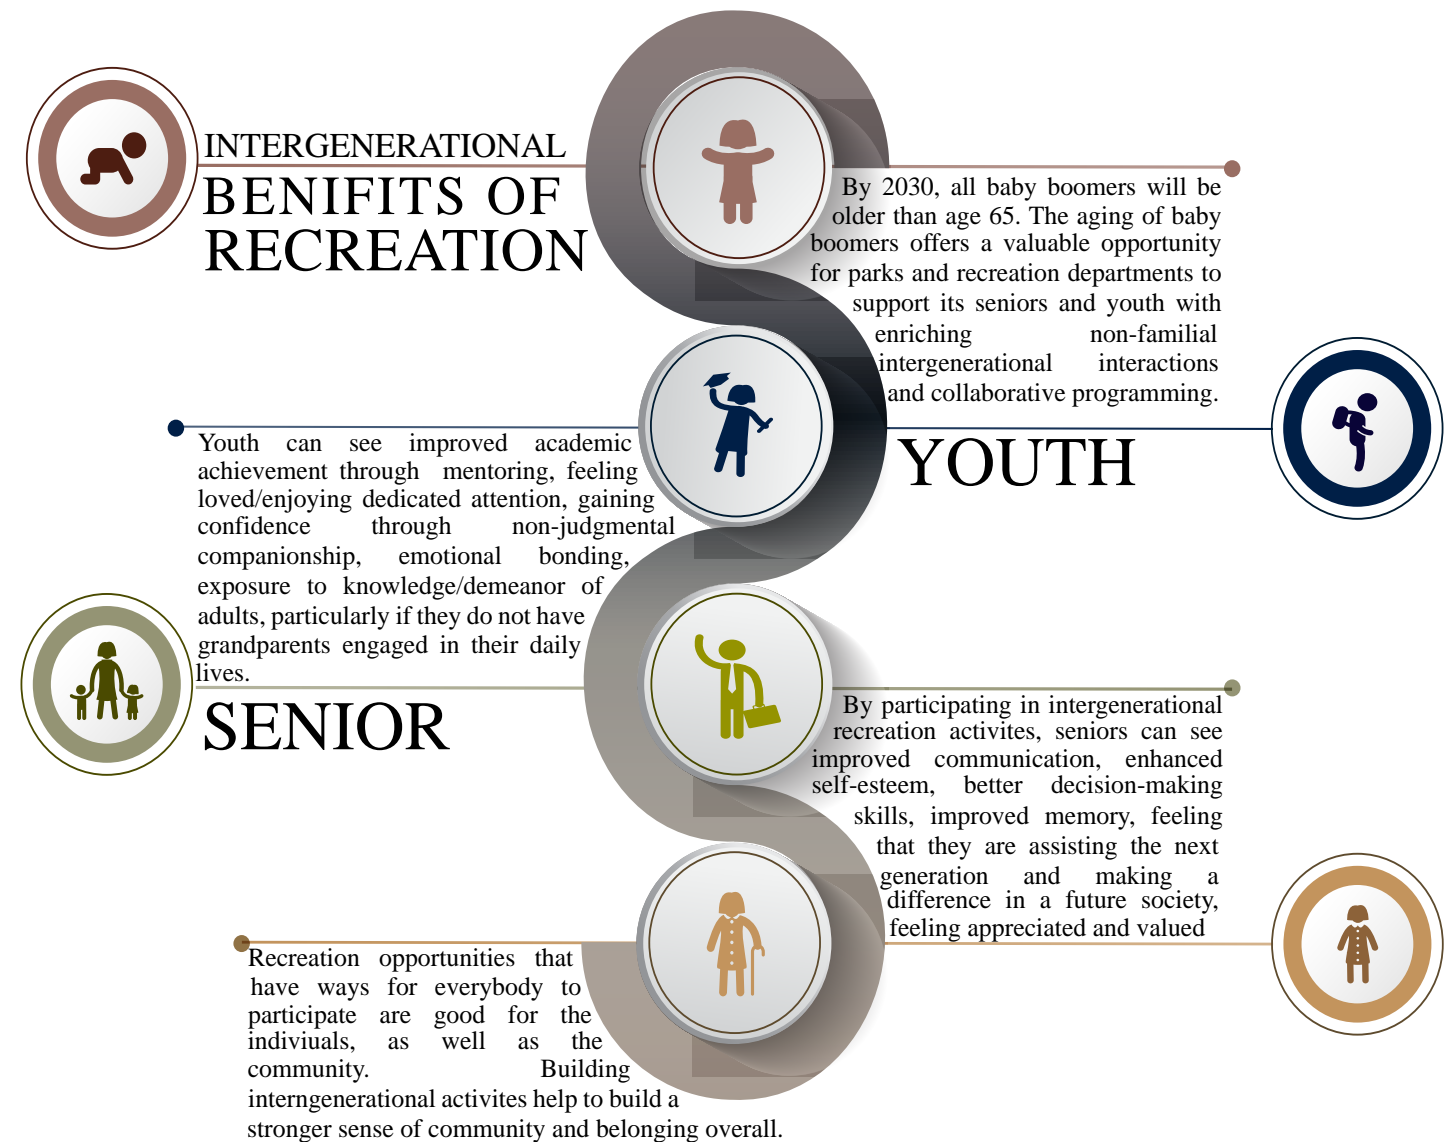 INTERGENERATIONAL
BENIFITS OF
RECREATION
By 2030, all baby boomers will be
older than age 65. The aging of baby
boomers offers a valuable opportunity
for parks and recreation departments to
support its seniors and youth with
enriching non-familial
intergenerational interactions
and collaborative programming.
YOUTH
Youth can see improved academic
achievement through mentoring, feeling
loved/enjoying dedicated attention, gaining
confidence through non-judgmental
companionship, emotional bonding,
exposure to knowledge/demeanor of
adults, particularly if they do not have
grandparents engaged in their daily
lives.
SENIOR
By participating in intergenerational
recreation activites, seniors can see
improved communication, enhanced
self-esteem, better decision-making
skills, improved memory, feeling
that they are assisting the next
generation and making a
difference in a future society,
feeling appreciated and valued
Recreation opportunities that
have ways for everybody to
participate are good for the
indiviuals, as well as the
community. Building
interngenerational activites help to build a
stronger sense of community and belonging overall.